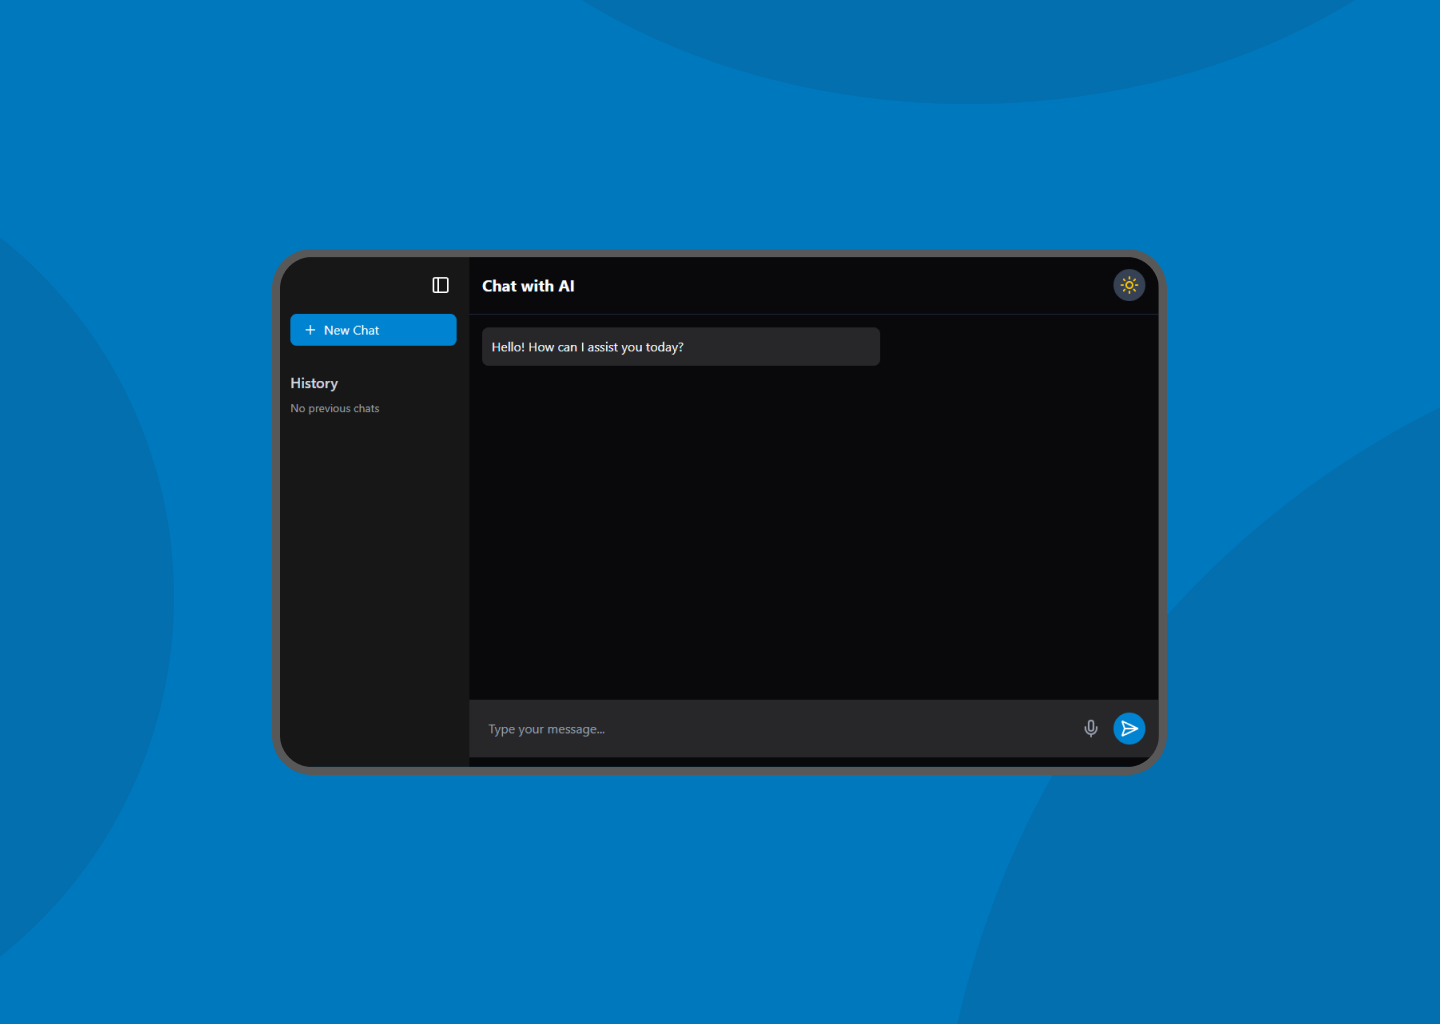 Chat with AI
New Chat
Hello! How can I assist you today?
History
No previous chats
Type your message...